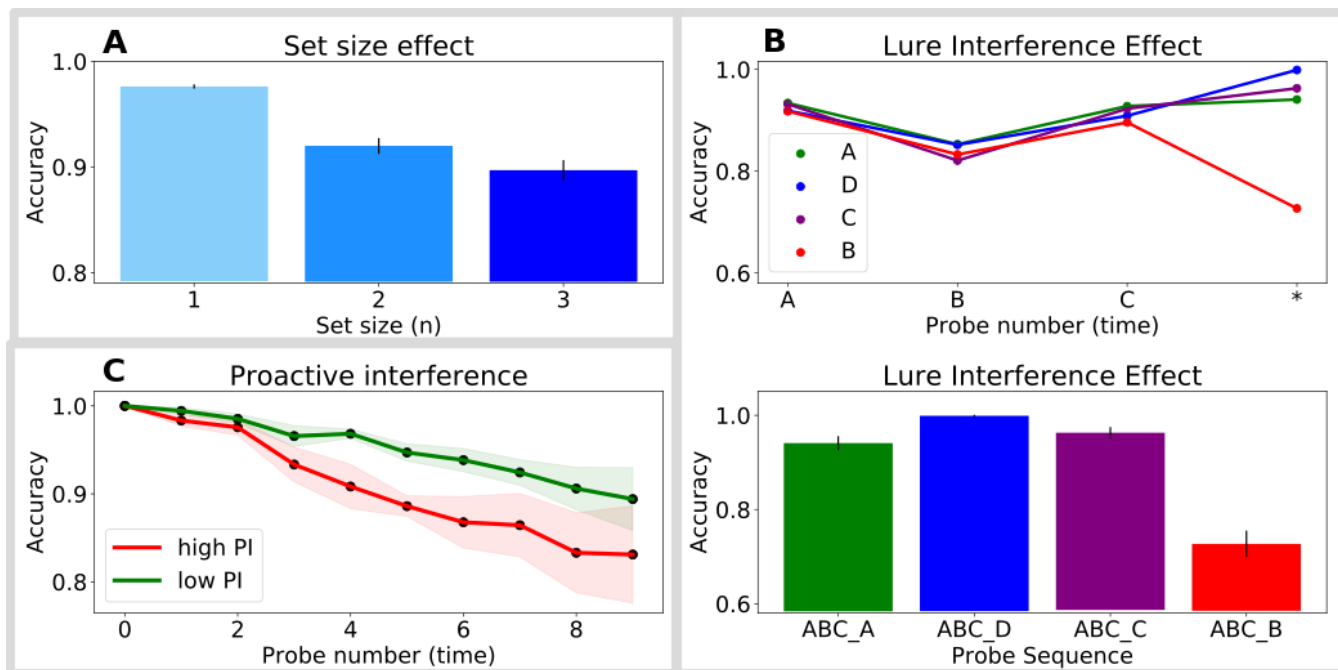 A
Set size effect
Accuracy
1.0
0.9
0.8
1 2 3
Set size (n)
B
Lure Interference Effect
Accuracy
1.0
0.8
0.6
A
D
C
B
A B C *
Probe number (time)
C
Proactive interference
Accuracy
1.0
0.9
0.8
high PI
low PI
0 2 4 6 8
Probe number (time)
Lure Interference Effect
Accuracy
1.0
0.8
0.6
ABC_A ABC_D ABC_C ABC_B
Probe Sequence